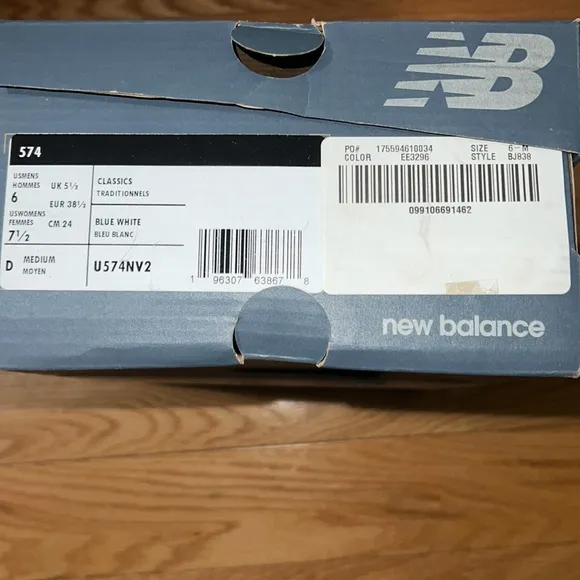 NB
574
USMENS
HOMMES
6
UK 5½
EUR 38½
USWOMENS
FEMMES
7½
CM 24
D MEDIUM
MOYEN
CLASSICS
TRADITIONNELS
BLUE WHITE
BLEU BLANC
U574NV2
1 96307 63867 8
PO# 175594610034 SIZE 6-M
COLOR EE3296 STYLE BJ838
099106691462
new balance